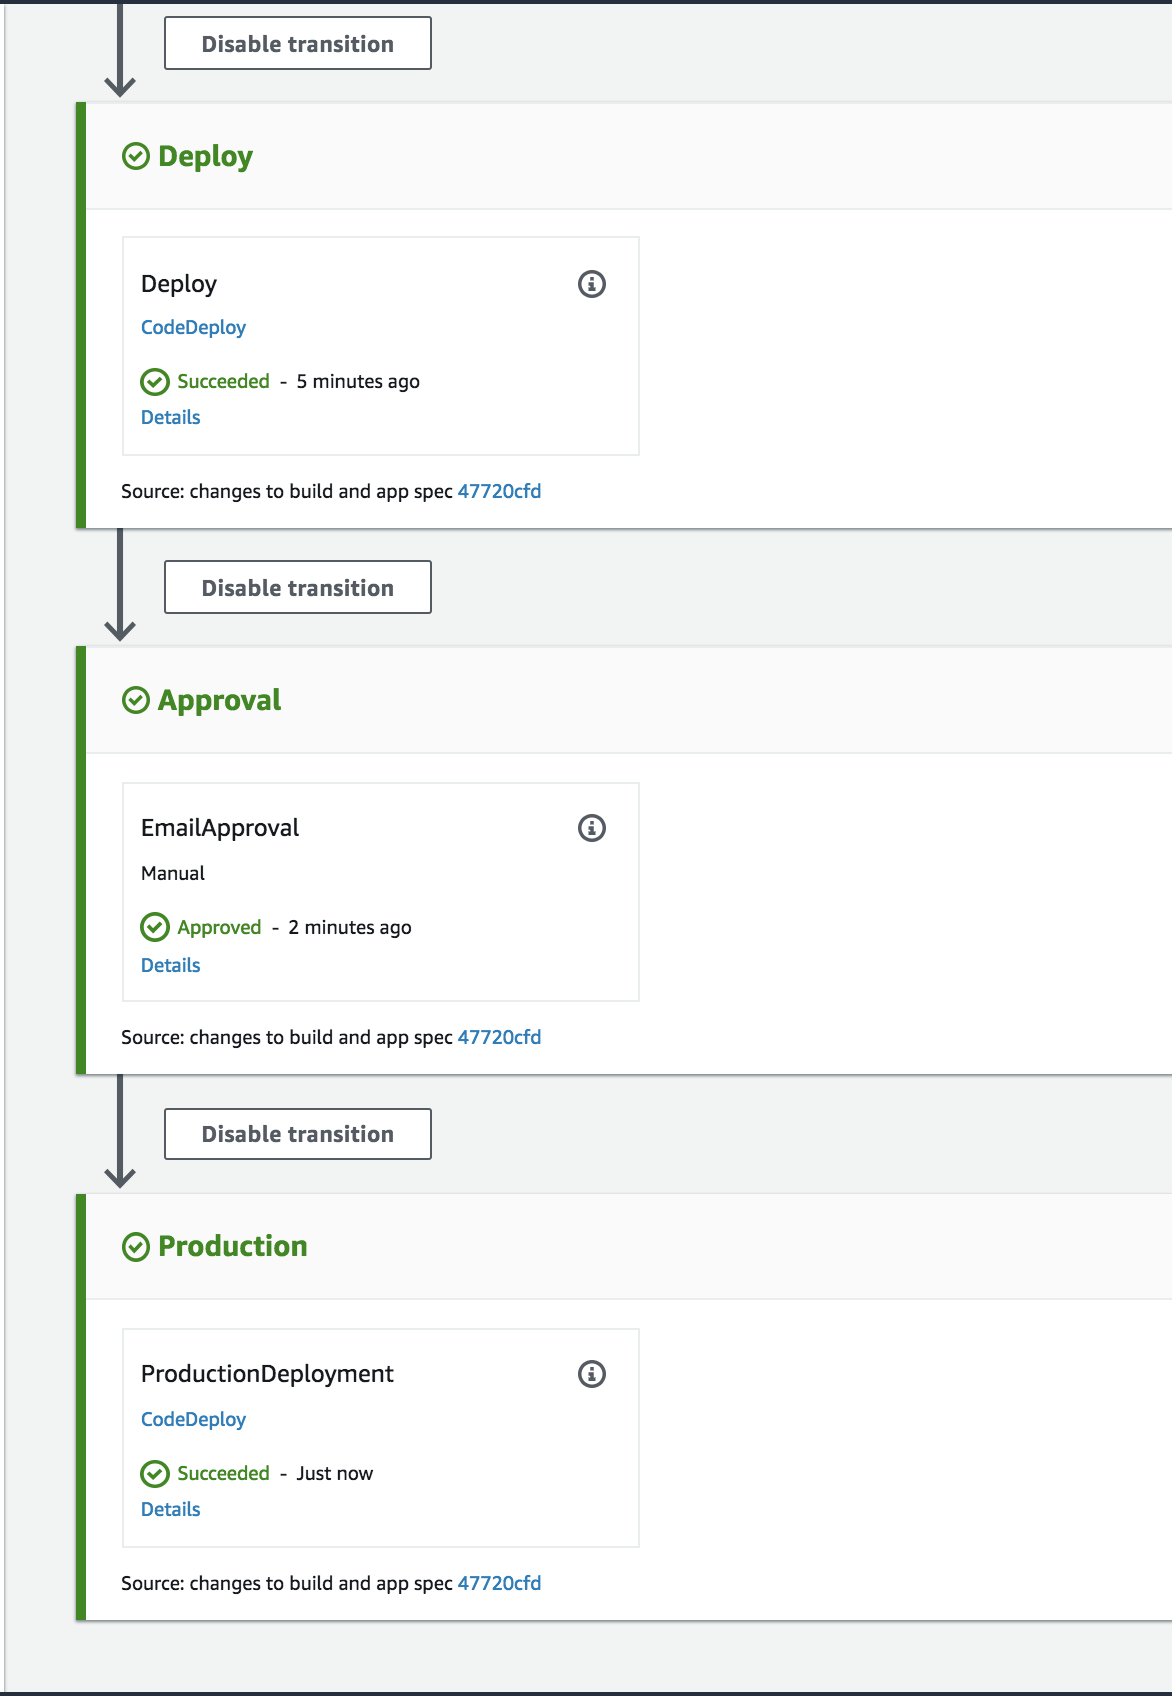 Disable transition
Deploy
Deploy
CodeDeploy
Succeeded - 5 minutes ago
Details
Source: changes to build and app spec 47720cfd
Disable transition
Approval
EmailApproval
Manual
Approved - 2 minutes ago
Details
Source: changes to build and app spec 47720cfd
Disable transition
Production
ProductionDeployment
CodeDeploy
Succeeded - Just now
Details
Source: changes to build and app spec 47720cfd